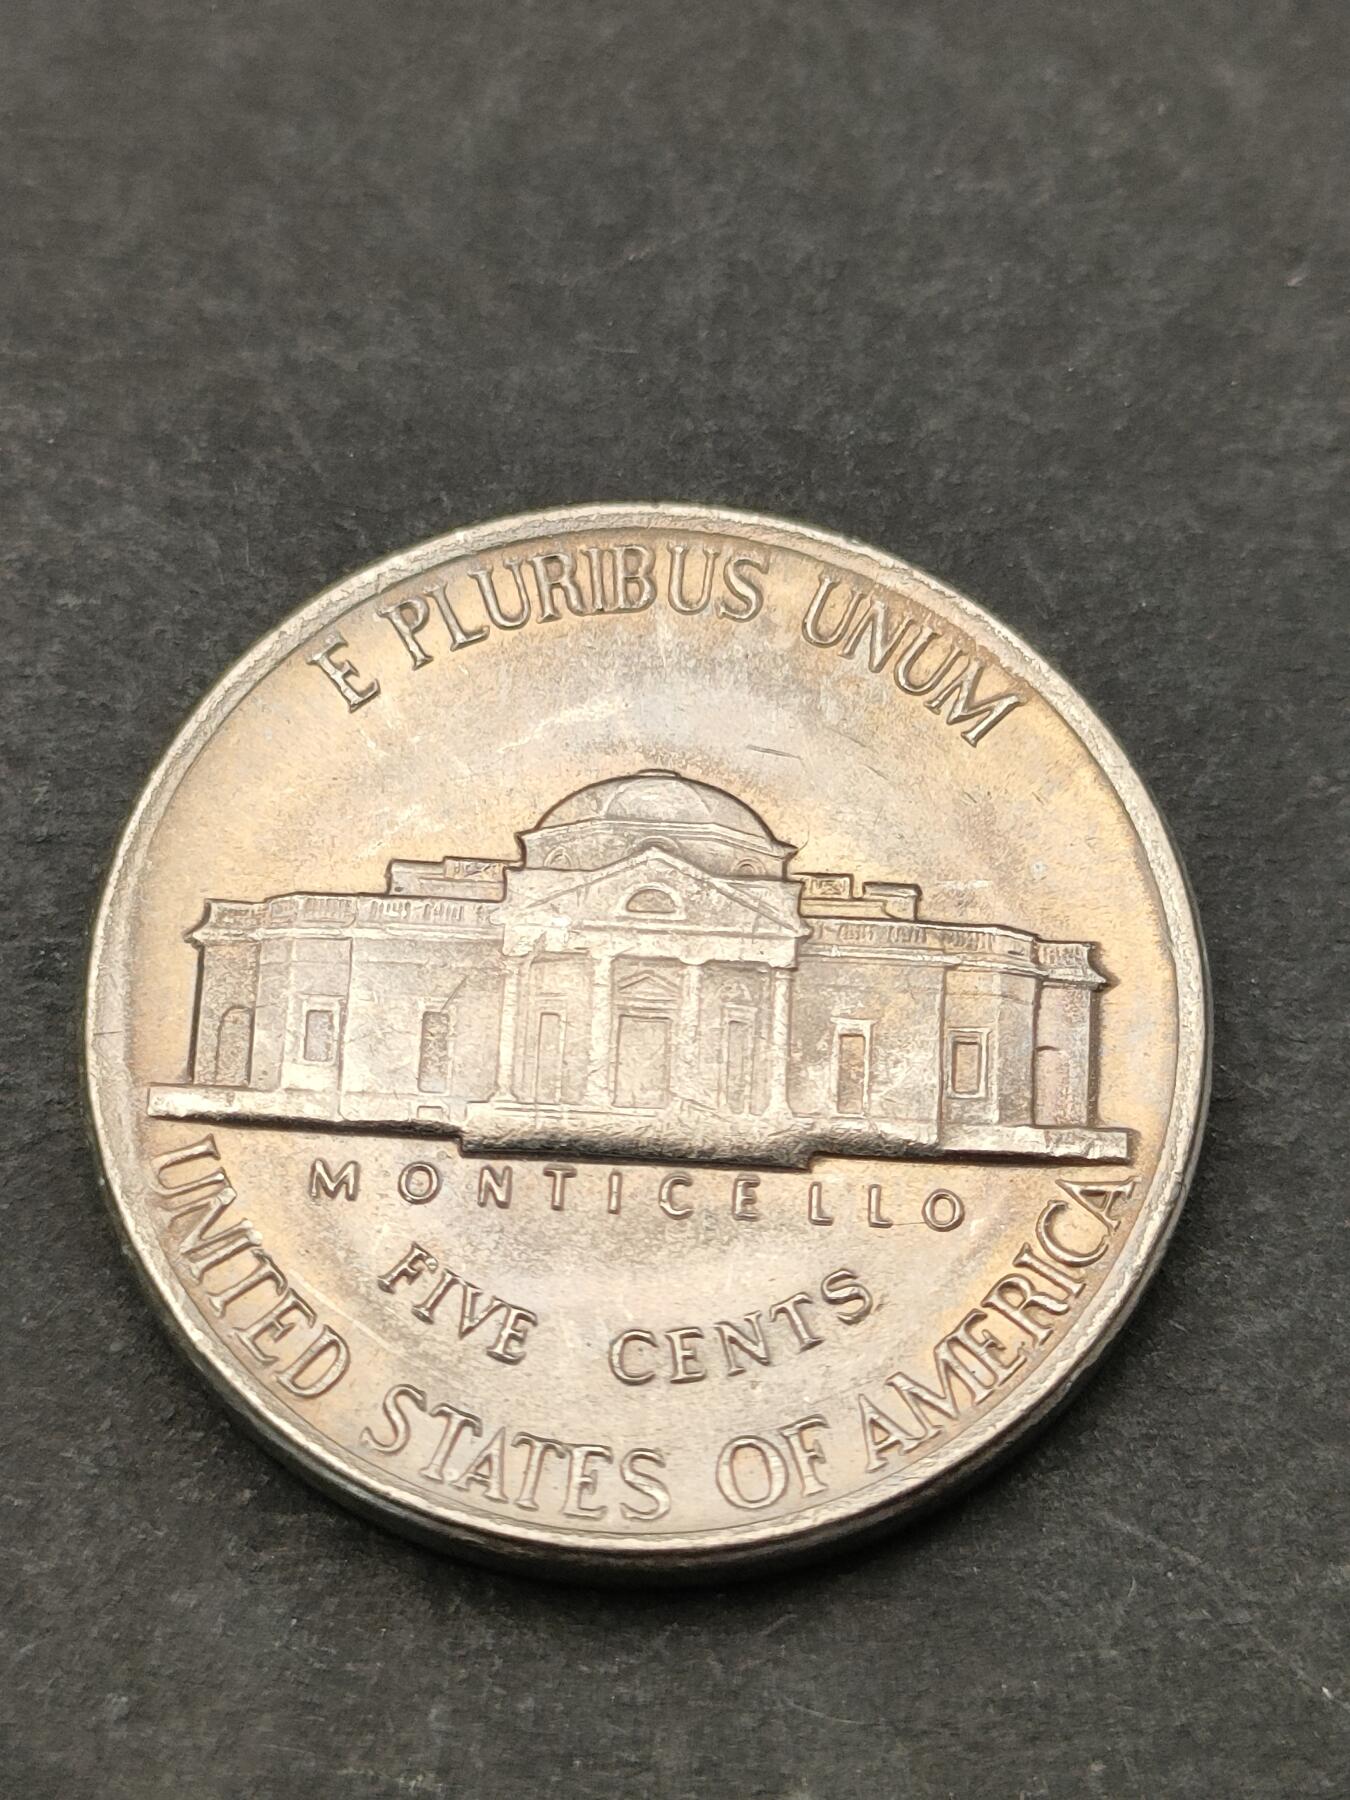 E PLURIBUS UNUM
MONTICELLO
FIVE CENTS
UNITED STATES OF AMERICA